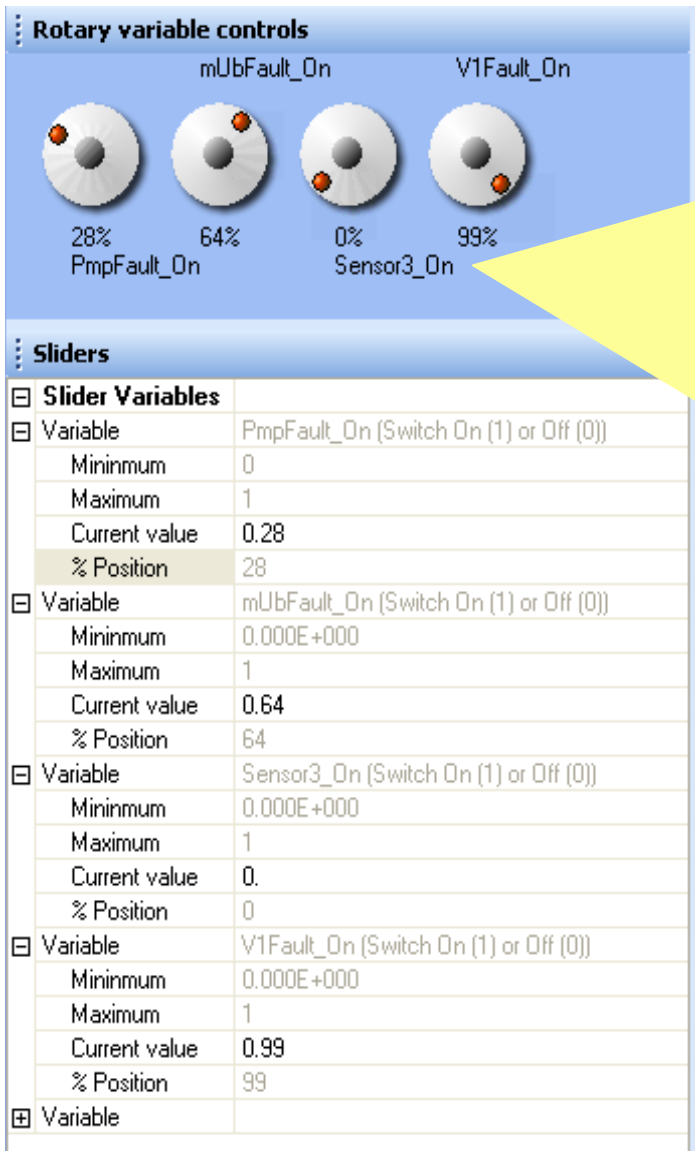 Rotary variable controls
mUbFault_On V1Fault_On
28% 64% 0% 99%
PmpFault_On Sensor3_On
Sliders
Slider Variables
Variable PmpFault_On (Switch On (1) or Off (0))
Mininmum 0
Maximum 1
Current value 0.28
% Position 28
Variable mUbFault_On (Switch On (1) or Off (0))
Mininmum 0.000E+000
Maximum 1
Current value 0.64
% Position 64
Variable Sensor3_On (Switch On (1) or Off (0))
Mininmum 0.000E+000
Maximum 1
Current value 0.
% Position 0
Variable V1Fault_On (Switch On (1) or Off (0))
Mininmum 0.000E+000
Maximum 1
Current value 0.99
% Position 99
Variable